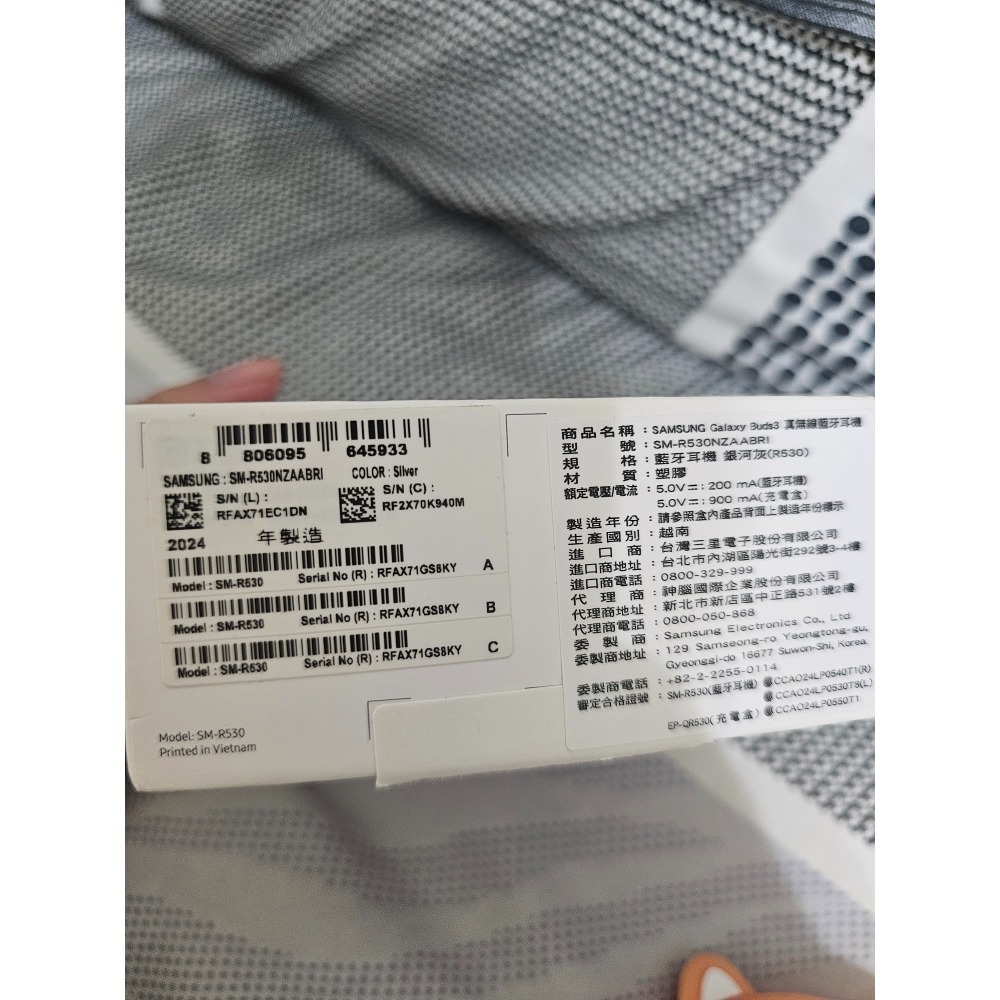 8 806095 645933
SAMSUNG : SM-R530NZAABRI COLOR : Silver
S/N (L) :
RFAX71EC1DN
S/N (C) :
RF2X70K940M
2024 年製造
Model : SM-R530 Serial No (R) : RFAX71GS8KY A
Model : SM-R530 Serial No (R) : RFAX71GS8KY B
Model : SM-R530 Serial No (R) : RFAX71GS8KY C
Model: SM-R530
Printed in Vietnam
商品名稱 : SAMSUNG Galaxy Buds3 真無線藍牙耳機
型號 : SM-R530NZAABRI
規格 : 藍牙耳機 銀河灰(R530)
材質 : 塑膠
額定電壓/電流 : 5.0V⎓; 200 mA(藍牙耳機)
5.0V⎓; 900 mA(充電盒)
製造年份 : 請參照盒內產品背面上製造年份標示
生產國別 : 越南
進口商 : 台灣三星電子股份有限公司
進口商地址 : 台北市內湖區陽光街292號3-4樓
進口商電話 : 0800-329-999
代理商 : 神腦國際企業股份有限公司
代理商地址 : 新北市新店區中正路531號2樓
代理商電話 : 0800-050-868
委製商 : Samsung Electronics Co., Ltd
委製商地址 : 129 Samseong-ro, Yeongtong-gu,
Gyeonggi-do 16677 Suwon-Shi, Korea
委製商電話 : +82-2-2255-0114
審定合格證號 : SM-R530(藍牙耳機) CCAO24LP0540T1(R)
CCAO24LP0530T8(L)
EP-QR530(充電盒) CCAO24LP0550T1